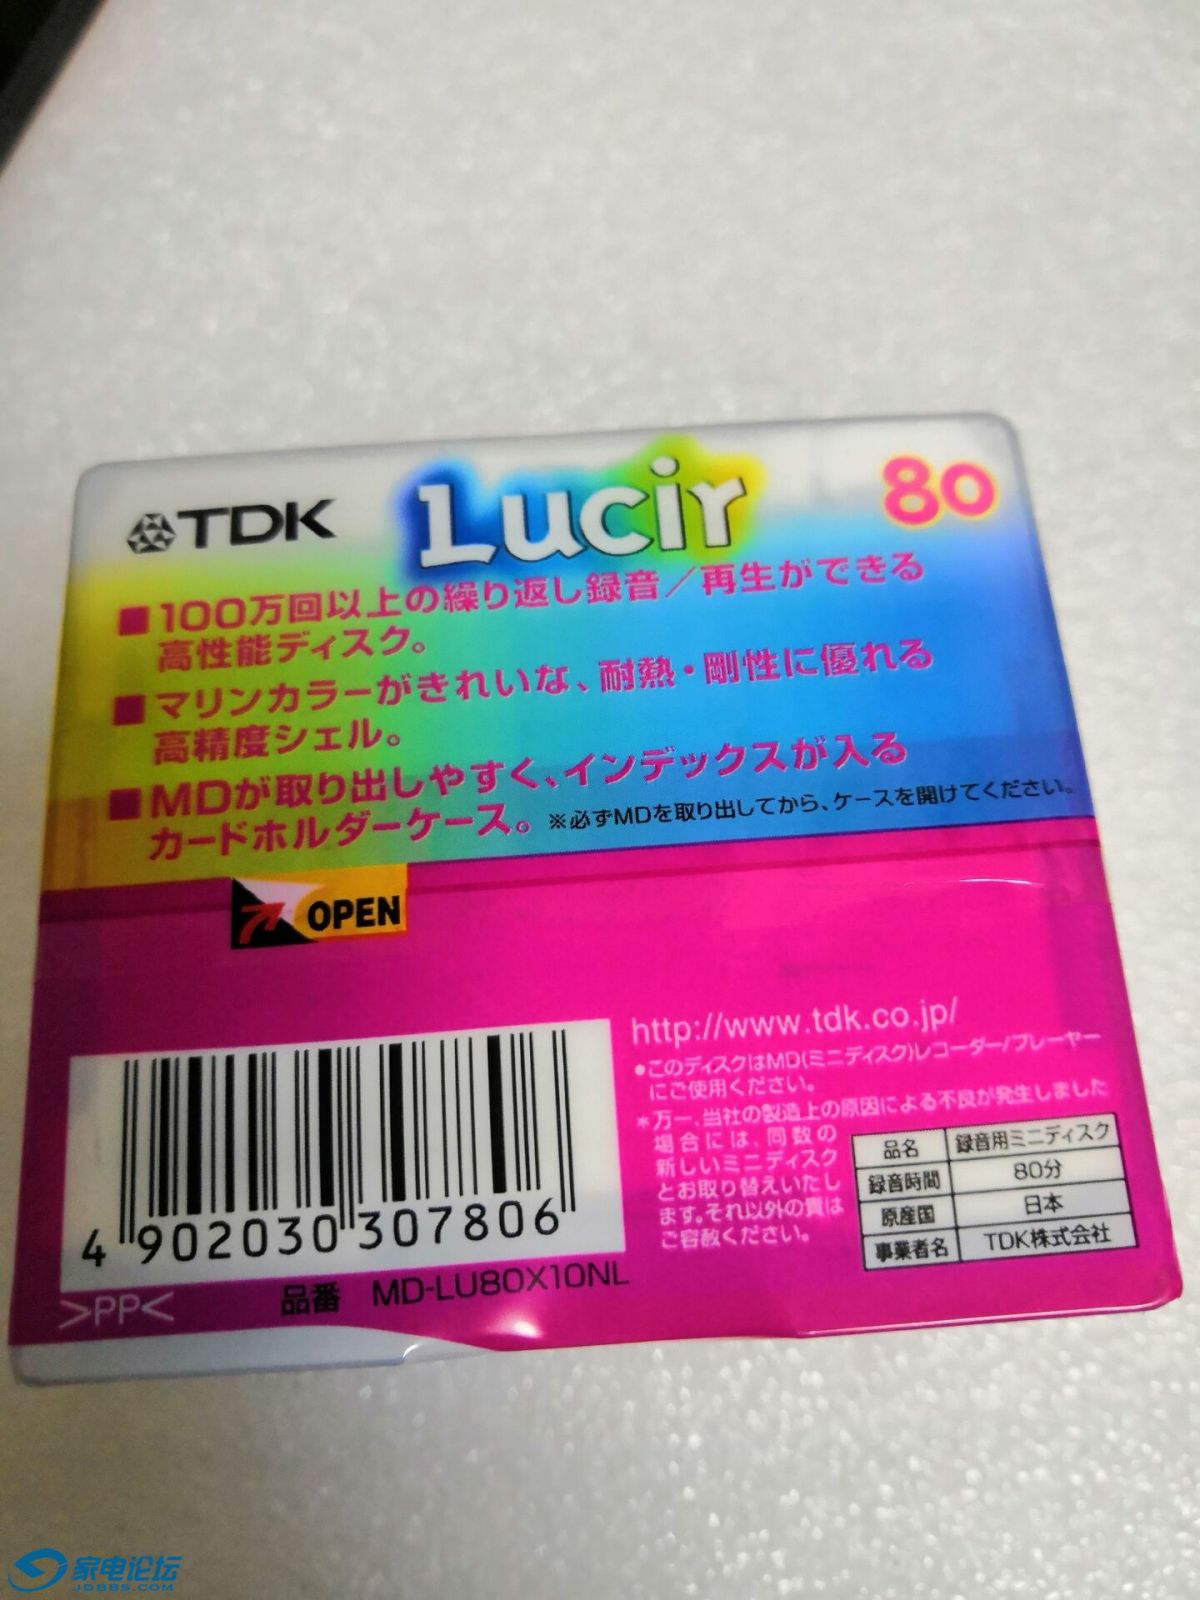 TDK
Lucir
80
■100万回以上の繰り返し録音／再生ができる
高性能ディスク。
■マリンカラーがきれいな、耐熱・剛性に優れる
高精度シェル。
■MDが取り出しやすく、インデックスが入る
カードホルダーケース。※必ずMDを取り出してから、ケースを開けてください。
OPEN
http://www.tdk.co.jp/
●このディスクはMD(ミニディスク)レコーダー/プレーヤー
にご使用ください。
*万一、当社の製造上の原因による不良が発生しました
場合には、同数の
新しいミニディスク
とお取り替えいたし
ます。それ以外の責は
ご容赦ください。
品名 録音用ミニディスク
録音時間 80分
原産国 日本
事業者名 TDK株式会社
4 902030 307806
>PP<
品番 MD-LU80X10NL
家电论坛
JDBBS.COM